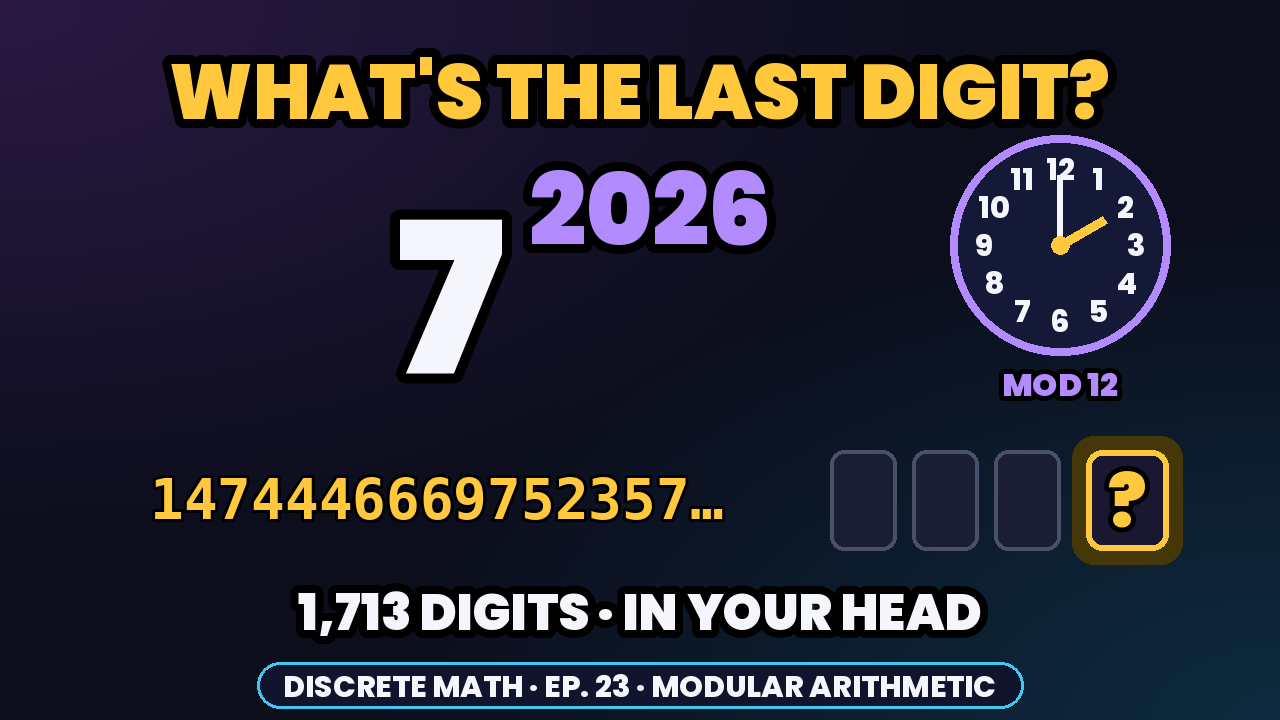 WHAT'S THE LAST DIGIT?
7^2026
12
11 1
10 2
9 3
8 4
7 5
6
MOD 12
1474446669752357…
?
1,713 DIGITS · IN YOUR HEAD
DISCRETE MATH · EP. 23 · MODULAR ARITHMETIC